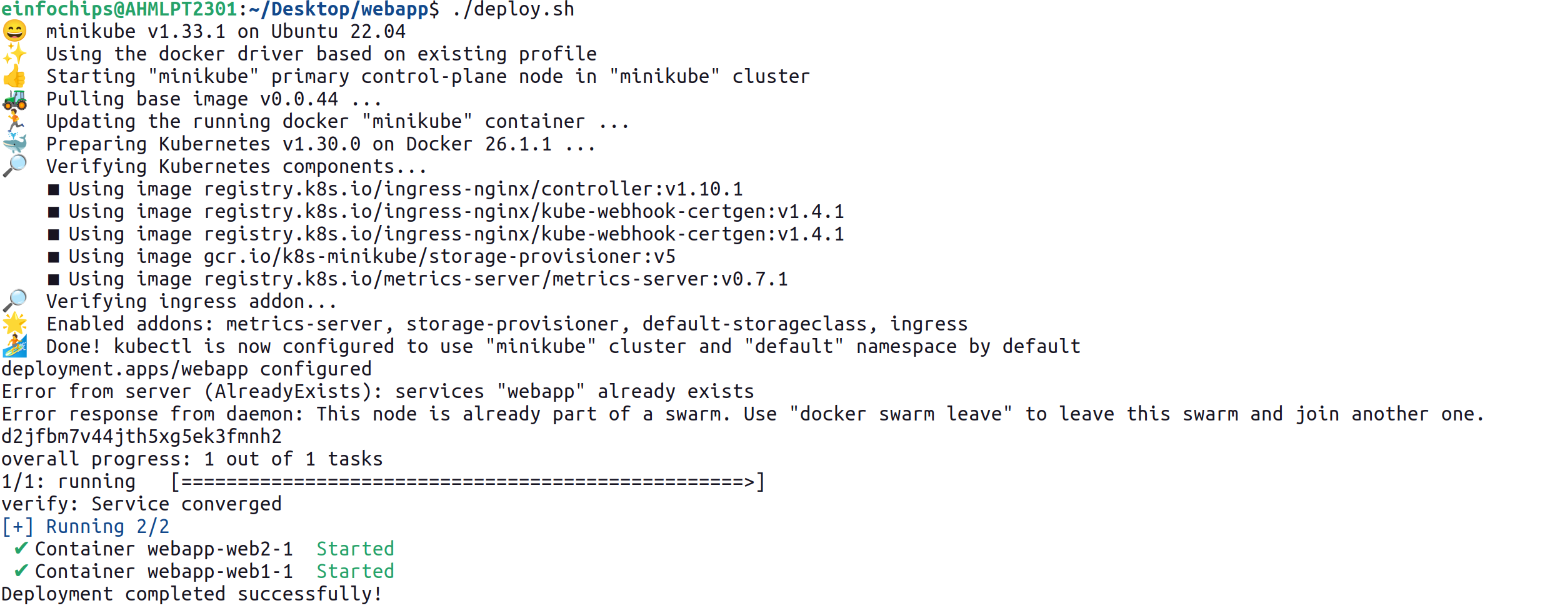 einfochips@AHMLPT2301:~/Desktop/webapp$ ./deploy.sh
😄 minikube v1.33.1 on Ubuntu 22.04
✨ Using the docker driver based on existing profile
👍 Starting "minikube" primary control-plane node in "minikube" cluster
🚜 Pulling base image v0.0.44 ...
🏃 Updating the running docker "minikube" container ...
🐳 Preparing Kubernetes v1.30.0 on Docker 26.1.1 ...
🔎 Verifying Kubernetes components...
■ Using image registry.k8s.io/ingress-nginx/controller:v1.10.1
■ Using image registry.k8s.io/ingress-nginx/kube-webhook-certgen:v1.4.1
■ Using image registry.k8s.io/ingress-nginx/kube-webhook-certgen:v1.4.1
■ Using image gcr.io/k8s-minikube/storage-provisioner:v5
■ Using image registry.k8s.io/metrics-server/metrics-server:v0.7.1
🔎 Verifying ingress addon...
🌟 Enabled addons: metrics-server, storage-provisioner, default-storageclass, ingress
🏄 Done! kubectl is now configured to use "minikube" cluster and "default" namespace by default
deployment.apps/webapp configured
Error from server (AlreadyExists): services "webapp" already exists
Error response from daemon: This node is already part of a swarm. Use "docker swarm leave" to leave this swarm and join another one.
d2jfbm7v44jth5xg5ek3fmnh2
overall progress: 1 out of 1 tasks
1/1: running   [==================================================>]
verify: Service converged
[+] Running 2/2
✔ Container webapp-web2-1  Started
✔ Container webapp-web1-1  Started
Deployment completed successfully!